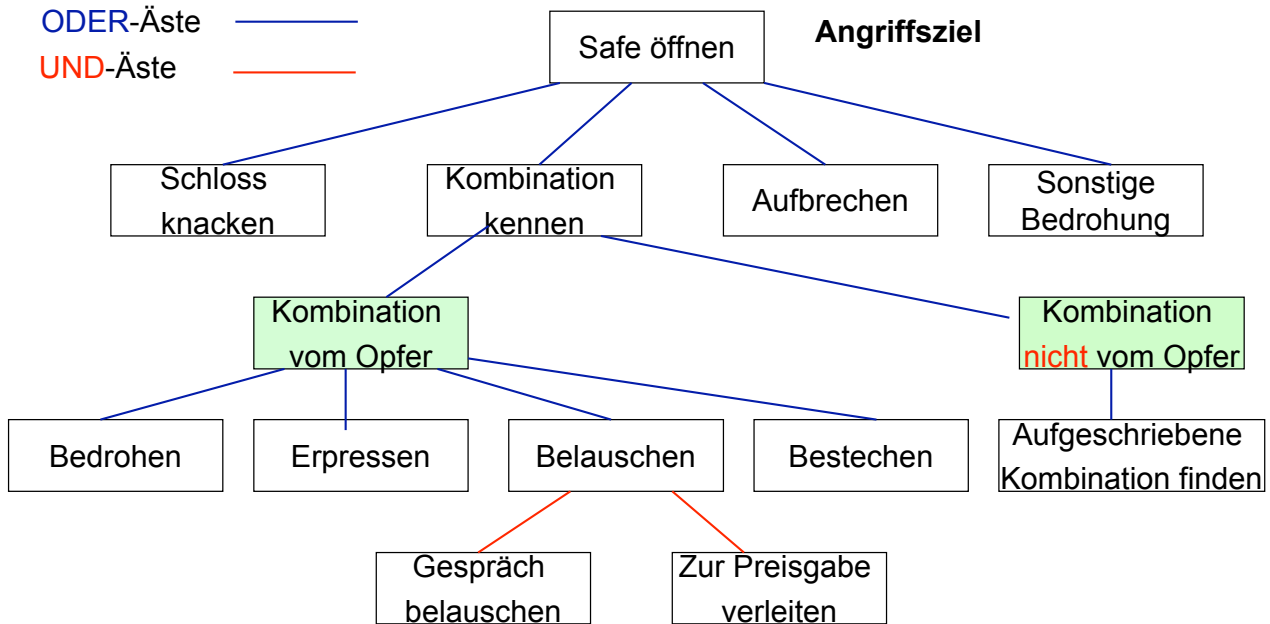 ODER-Äste
UND-Äste
Safe öffnen
Angriffsziel
Schloss
knacken
Kombination
kennen
Aufbrechen
Sonstige
Bedrohung
Kombination
vom Opfer
Kombination
nicht vom Opfer
Bedrohen
Erpressen
Belauschen
Bestechen
Aufgeschriebene
Kombination finden
Gespräch
belauschen
Zur Preisgabe
verleiten